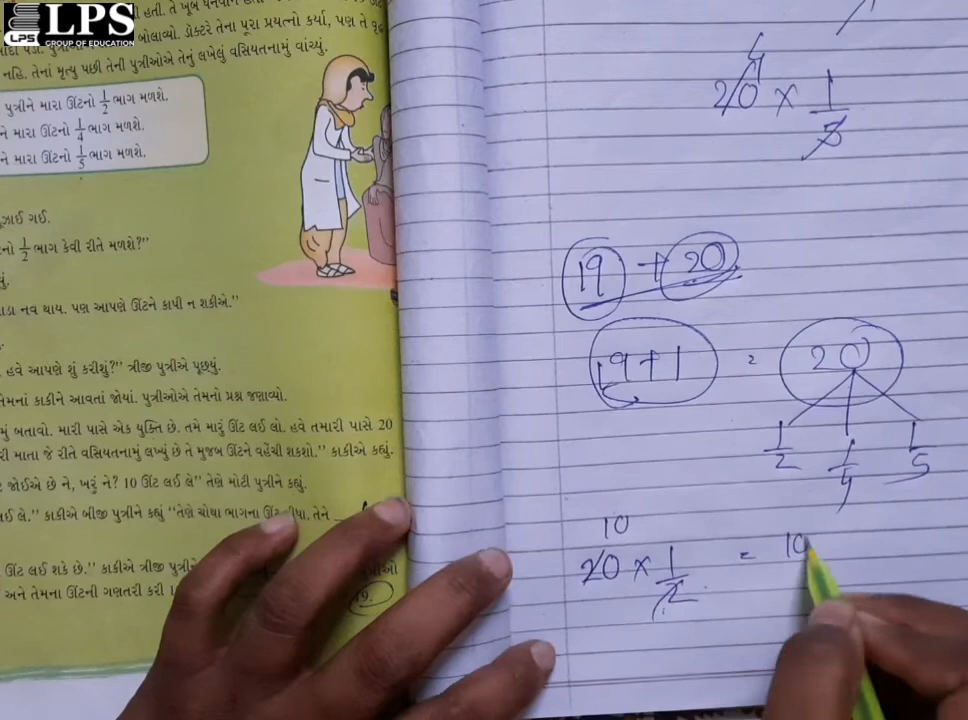 LPS
LPS
GROUP OF EDUCATION
હતી. તે ખૂબ
બોલાવ્યો. ડૉક્ટરે તેના પૂરા પ્રયત્નો કર્યા, પણ તે વૃદ્ધ
નહિ. તેનાં મૃત્યુ પછી તેની પુત્રીઓએ તેનું લખેલું વસિયતનામું વાંચ્યું.
પુત્રીને મારા ઊંટનો 1/2 ભાગ મળશે.
ને મારા ઊંટનો 1/4 ભાગ મળશે.
ને મારા ઊંટનો 1/5 ભાગ મળશે.
ઝાઈ ગઈ.
નો 1/2 ભાગ કેવી રીતે મળશે?"
યું.
ાડા નવ થાય. પણ આપણે ઊંટને કાપી ન શકીએ."
હવે આપણે શું કરીશું?" ત્રીજી પુત્રીએ પૂછ્યું.
તેમનાં કાકીને આવતાં જોયાં. પુત્રીઓએ તેમનો પ્રશ્ન જણાવ્યો.
મું બતાવો. મારી પાસે એક યુક્તિ છે. તમે મારું ઊંટ લઈ લો. હવે તમારી પાસે 20
રી માતા જે રીતે વસિયતનામું લખ્યું છે તે મુજબ ઊંટને વહેંચી શકશો." કાકીએ કહ્યું.
જોઈએ છે ને, ખરું ને? 10 ઊંટ લઈ લે" તેણે મોટી પુત્રીને કહ્યું.
લઈ લે." કાકીએ બીજી પુત્રીને કહ્યું "તેણે ચોથા ભાગના ઊંટ લીધા. તેને
ઊંટ લઈ શકે છે." કાકીએ ત્રીજી
અને તેમના ઊંટની ગણતરી કરી
19.
4
20 × 1/5
19 + 20
19 + 1 = 20
1/2 1/4 1/5
10
20 × 1/2 = 10